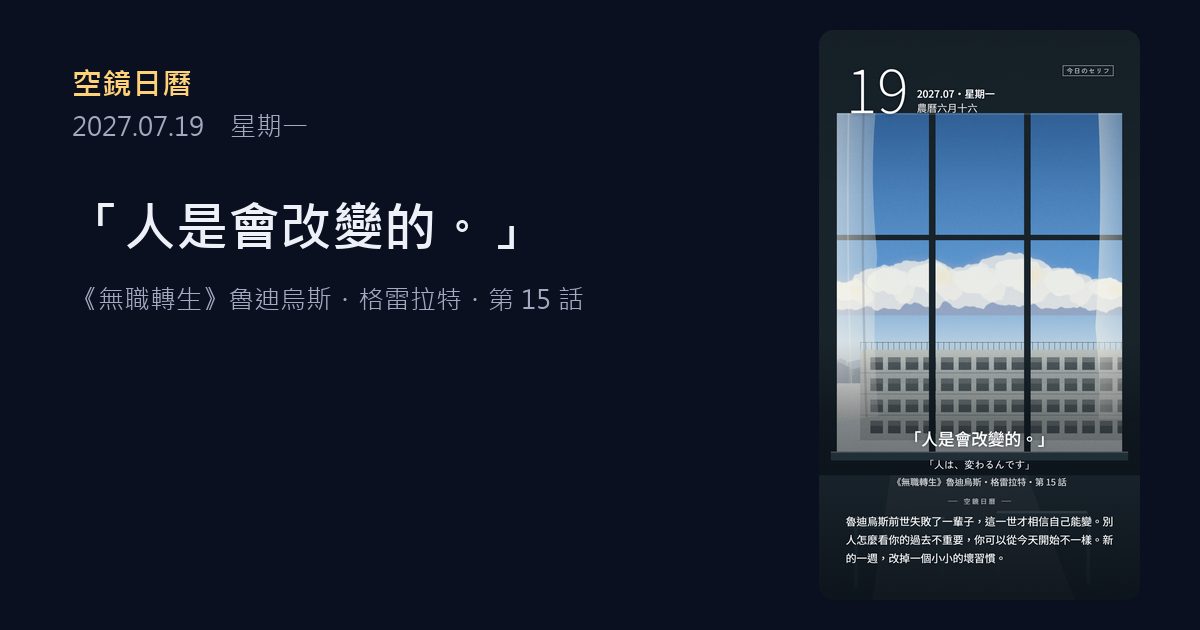 空鏡日曆
2027.07.19 星期一
「人是會改變的。」
《無職轉生》魯迪烏斯・格雷拉特・第 15 話
今日のセリフ
19
2027.07・星期一
農曆六月十六
「人是會改變的。」
「人は、変わるんです」
《無職轉生》魯迪烏斯・格雷拉特・第 15 話
— 空鏡日曆 —
魯迪烏斯前世失敗了一輩子，這一世才相信自己能變。別
人怎麼看你的過去不重要，你可以從今天開始不一樣。新
的一週，改掉一個小小的壞習慣。